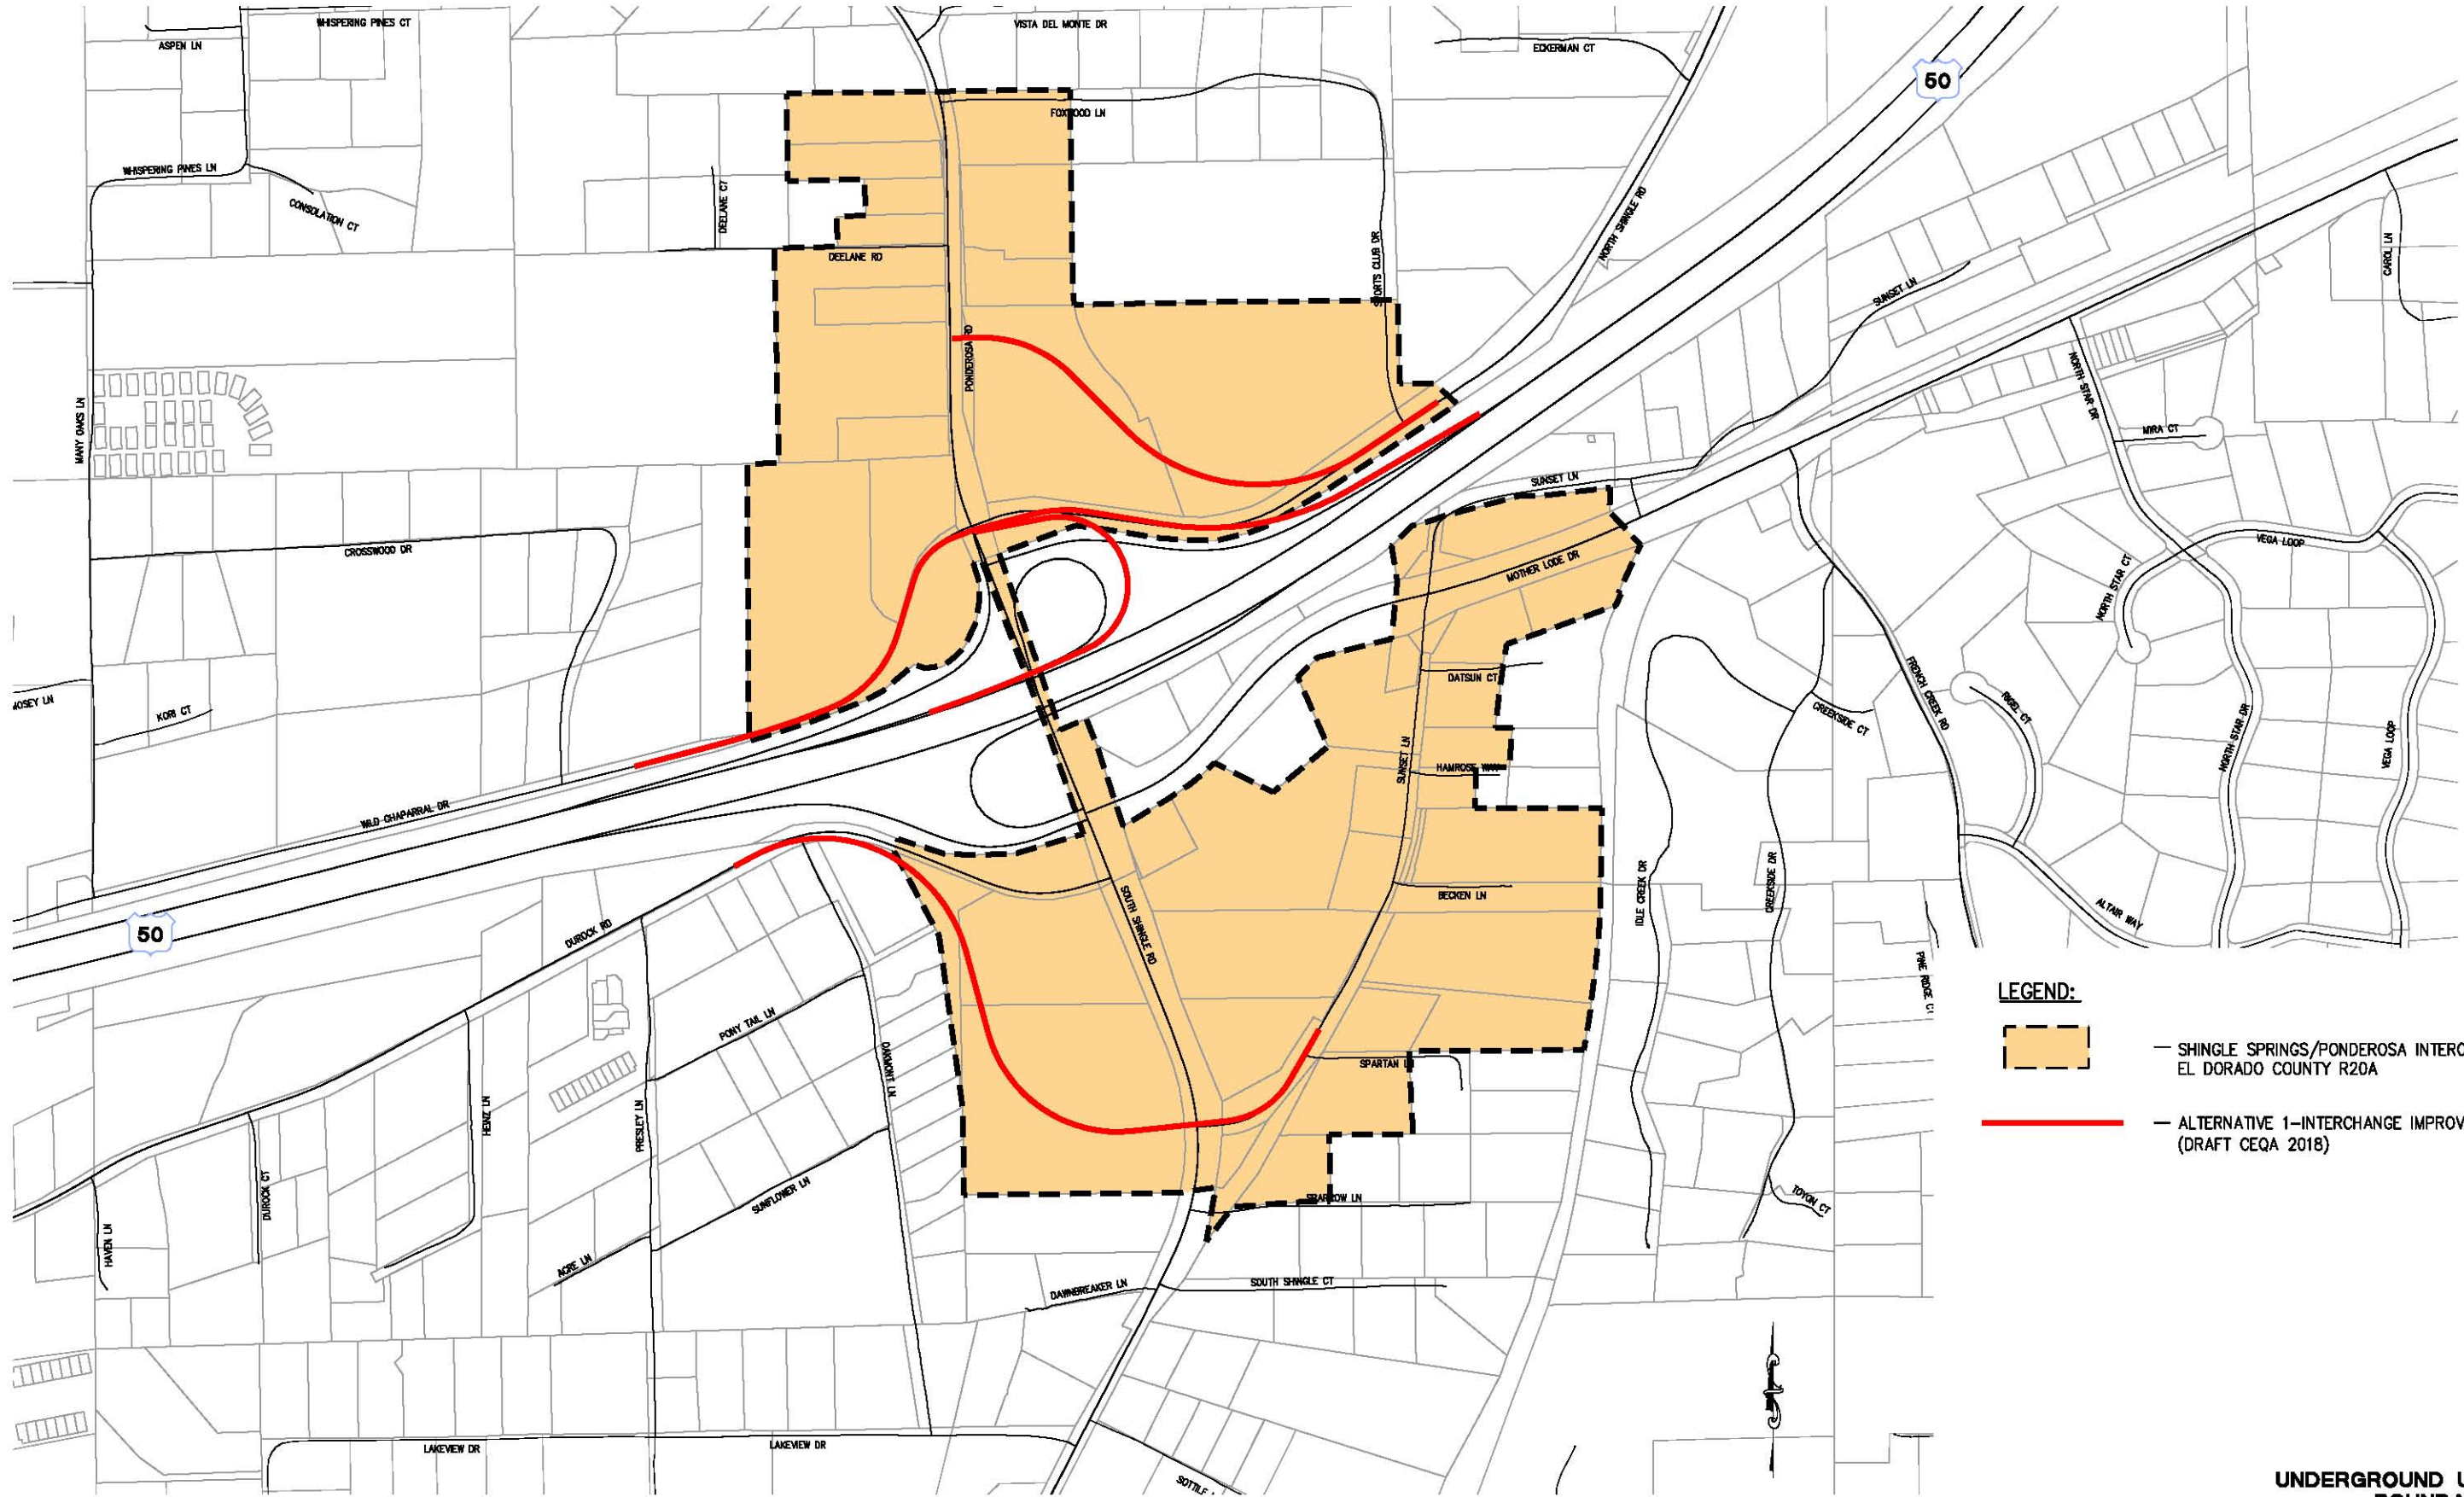 WHISPERING PINES CT
VISTA DEL MONTE DR
ASPEN LN
ECKERMAN CT
50
FOXWOOD LN
WHISPERING PINES LN
DEELANE CT
CONSOLATION CT
NORTH SHINGLE RD
DEELANE RD
SPORTS CLUB DR
CAROL LN
SUNSET LN
PONDEROSA RD
NORTH STAR DR
MANY OAKS LN
MIRA CT
SUNSET LN
CROSSWOOD DR
VEGA LOOP
MOTHER LODE DR
NORTH STAR CT
DATSUN CT
FRENCH CREEK RD
KORI CT
MOSEY LN
CREEKSIDE CT
RIGEL CT
NORTH STAR DR
VEGA LOOP
SUNSET LN
HAMROSE WAY
WILD CHAPARRAL DR
IDLE CREEK DR
CREEKSIDE DR
BECKEN LN
ALTAIR WAY
SOUTH SHINGLE RD
50
DUROCK RD
PINE RIDGE CT
LEGEND:
PONY TAIL LN
OAKMONT LN
SPARTAN L
— SHINGLE SPRINGS/PONDEROSA INTERC
EL DORADO COUNTY R20A
HEINZ LN
PRESLEY LN
— ALTERNATIVE 1-INTERCHANGE IMPROV
(DRAFT CEQA 2018)
DUROCK CT
SUNFLOWER LN
SPARROW LN
TOYON CT
HAVEN LN
ACRE LN
DAWNBREAKER LN
SOUTH SHINGLE CT
LAKEVIEW DR
LAKEVIEW DR
SOTTILE
UNDERGROUND U